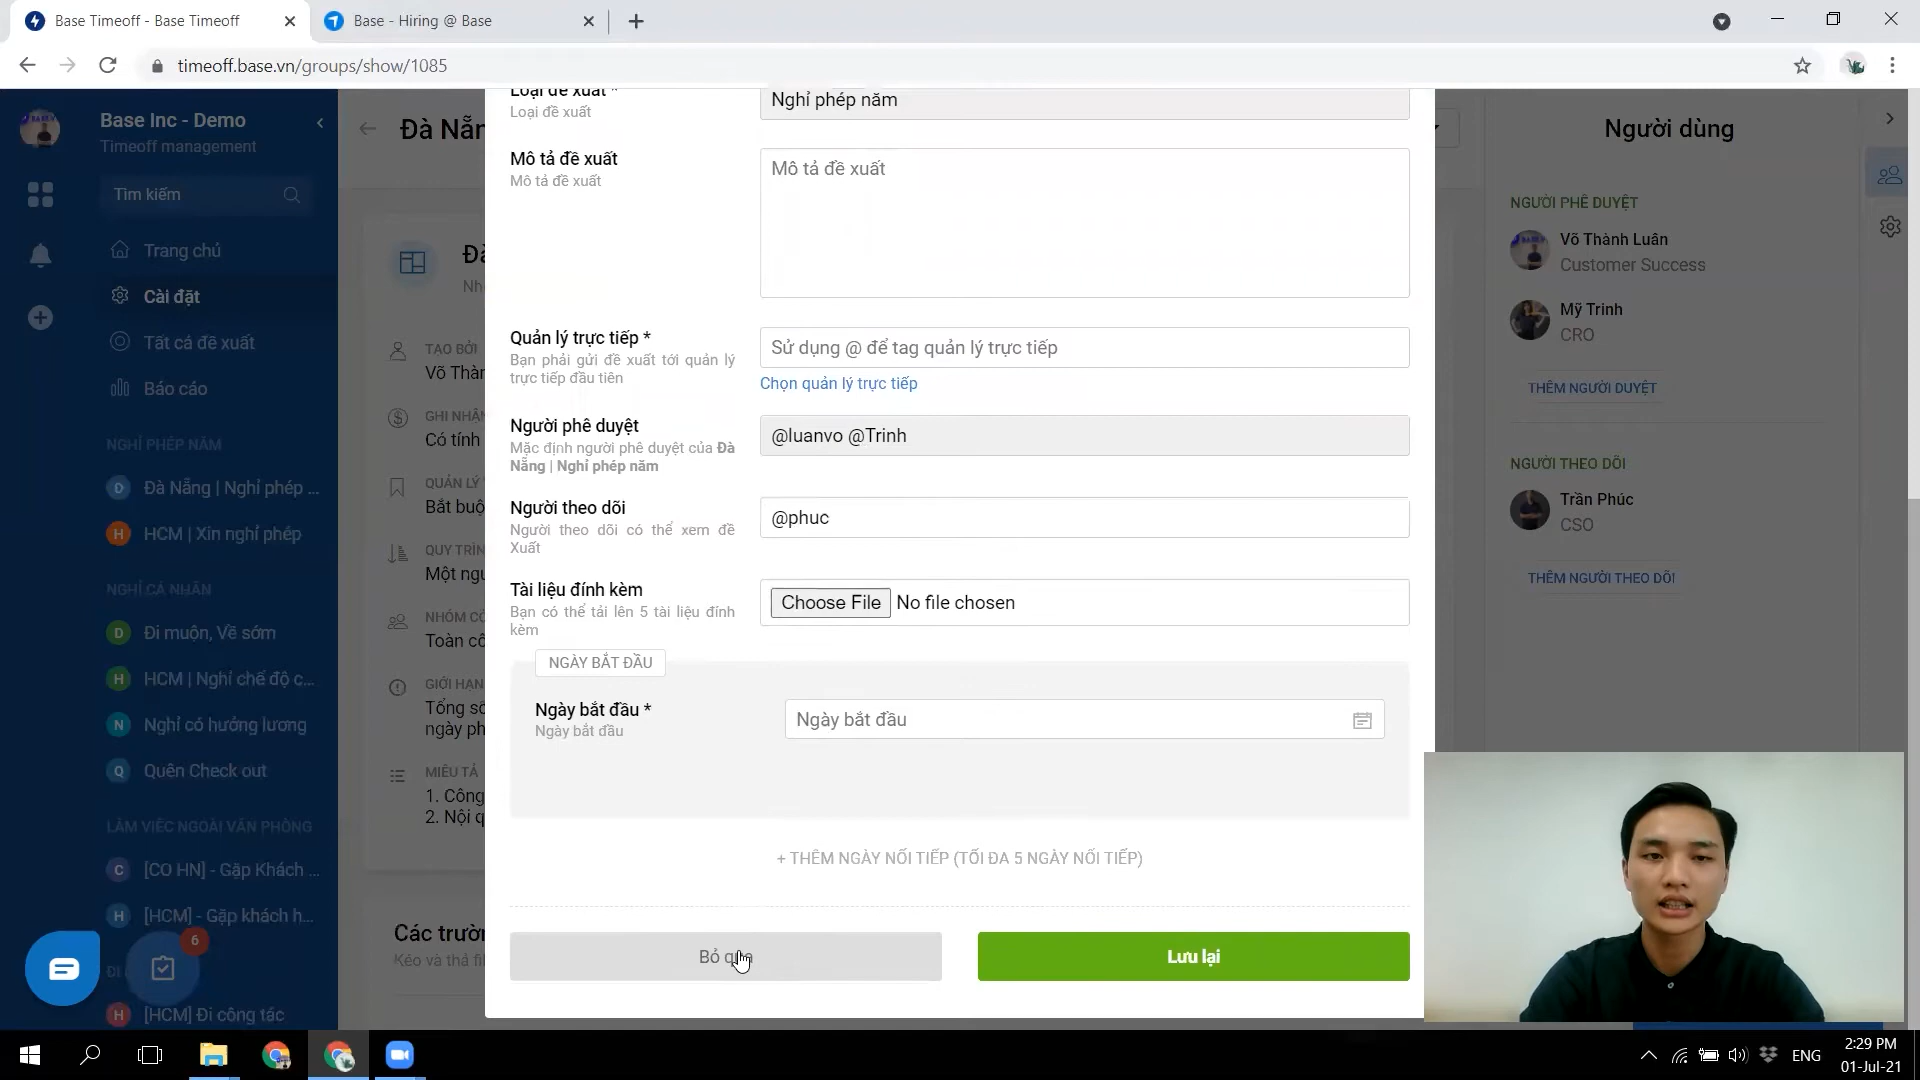 Base Timeoff - Base Timeoff
Base - Hiring @ Base
timeoff.base.vn/groups/show/1085
Base Inc - Demo
Timeoff management
Tìm kiếm
Trang chủ
Cài đặt
Tất cả đề xuất
Báo cáo
NGHỈ PHÉP NĂM
Đ
Đà Nẵng | Nghỉ phép ...
H
HCM | Xin nghỉ phép
NGHỈ CÁ NHÂN
D
Đi muộn, Về sớm
H
HCM | Nghỉ chế độ c...
N
Nghỉ có hưởng lương
Q
Quên Check out
LÀM VIỆC NGOÀI VĂN PHÒNG
C
[CO HN] - Gặp Khách ...
H
[HCM] - Gặp khách h...
6
H
[HCM] Đi công tác
TẠO BỞI
GHI NHẬN
Có tính
QUẢN LÝ
QUY TRÌN
Một ngu
Toàn cô
GIỚI HẠN
Tổng số
ngày ph
MIÊU TẢ
1. Công
2. Nội q
Các trườn
Kéo và thả
Loại đề xuất *
Loại đề xuất
Nghỉ phép năm
Mô tả đề xuất
Mô tả đề xuất
Mô tả đề xuất
Quản lý trực tiếp *
Bạn phải gửi đề xuất tới quản lý
trực tiếp đầu tiên
Sử dụng @ để tag quản lý trực tiếp
Chọn quản lý trực tiếp
Người phê duyệt
Mặc định người phê duyệt của Đà
Nẵng | Nghỉ phép năm
@luanvo @Trinh
Người theo dõi
Người theo dõi có thể xem đề
Xuất
@phuc
Tài liệu đính kèm
Bạn có thể tải lên 5 tài liệu đính
kèm
Choose File No file chosen
NGÀY BẮT ĐẦU
Ngày bắt đầu *
Ngày bắt đầu
Ngày bắt đầu
+ THÊM NGÀY NỐI TIẾP (TỐI ĐA 5 NGÀY NỐI TIẾP)
Bỏ qua
Lưu lại
Người dùng
NGƯỜI PHÊ DUYỆT
Võ Thành Luân
Customer Success
Mỹ Trinh
CRO
THÊM NGƯỜI DUYỆT
NGƯỜI THEO DÕI
Trần Phúc
CSO
THÊM NGƯỜI THEO DÕI
ENG
2:29 PM
01-Jul-21